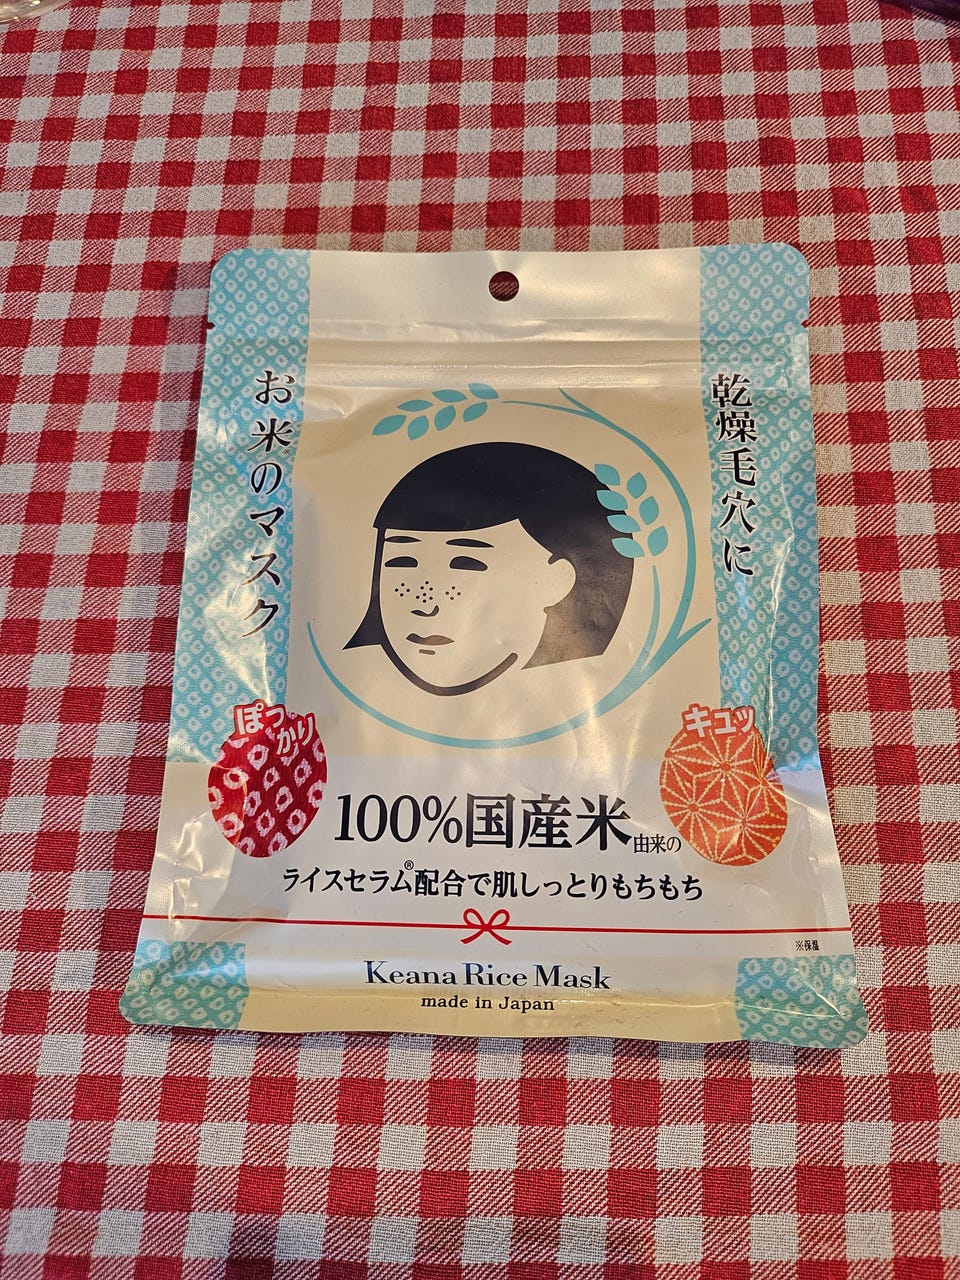 乾燥毛穴に
お米※のマスク
ぽっかり
キュッ
100%国産米由来の
ライスセラム®配合で肌しっとりもちもち
※保湿
Keana Rice Mask
made in Japan